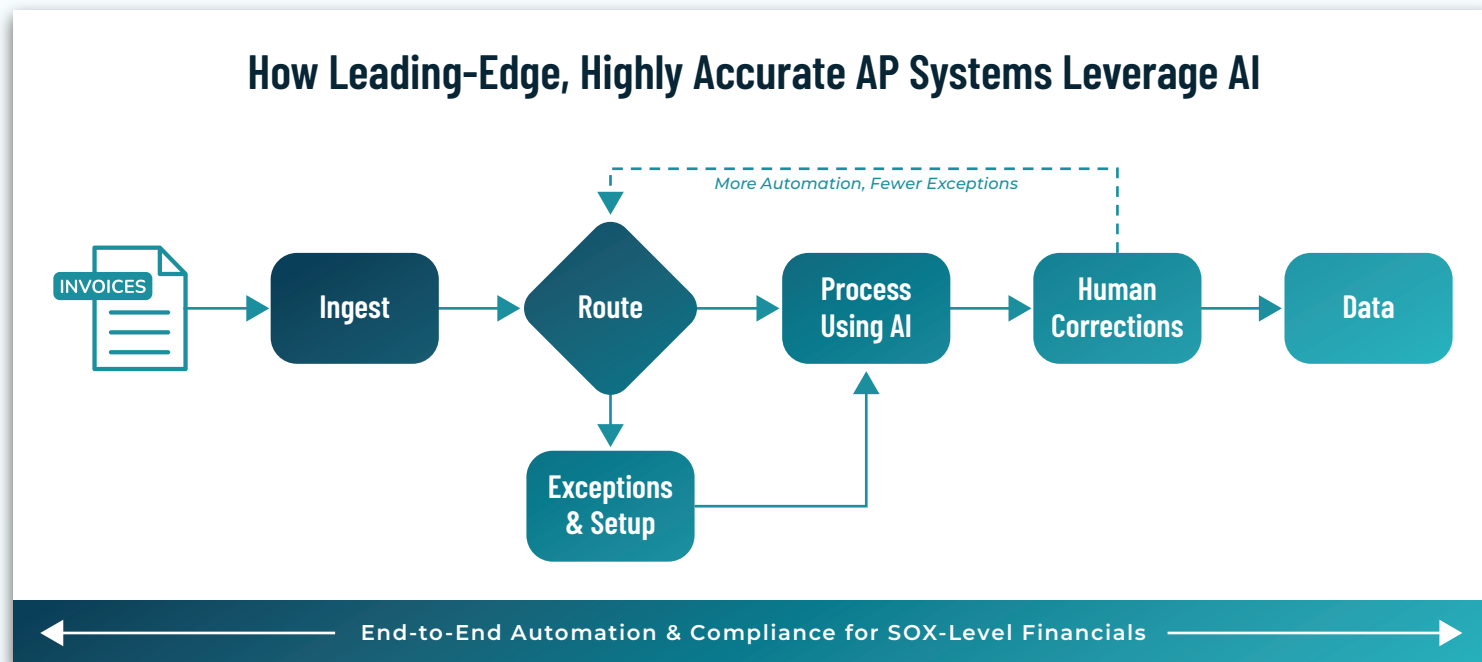 How Leading-Edge, Highly Accurate AP Systems Leverage AI
More Automation, Fewer Exceptions
INVOICES
Ingest
Route
Process
Using AI
Human
Corrections
Data
Exceptions
& Setup
End-to-End Automation & Compliance for SOX-Level Financials